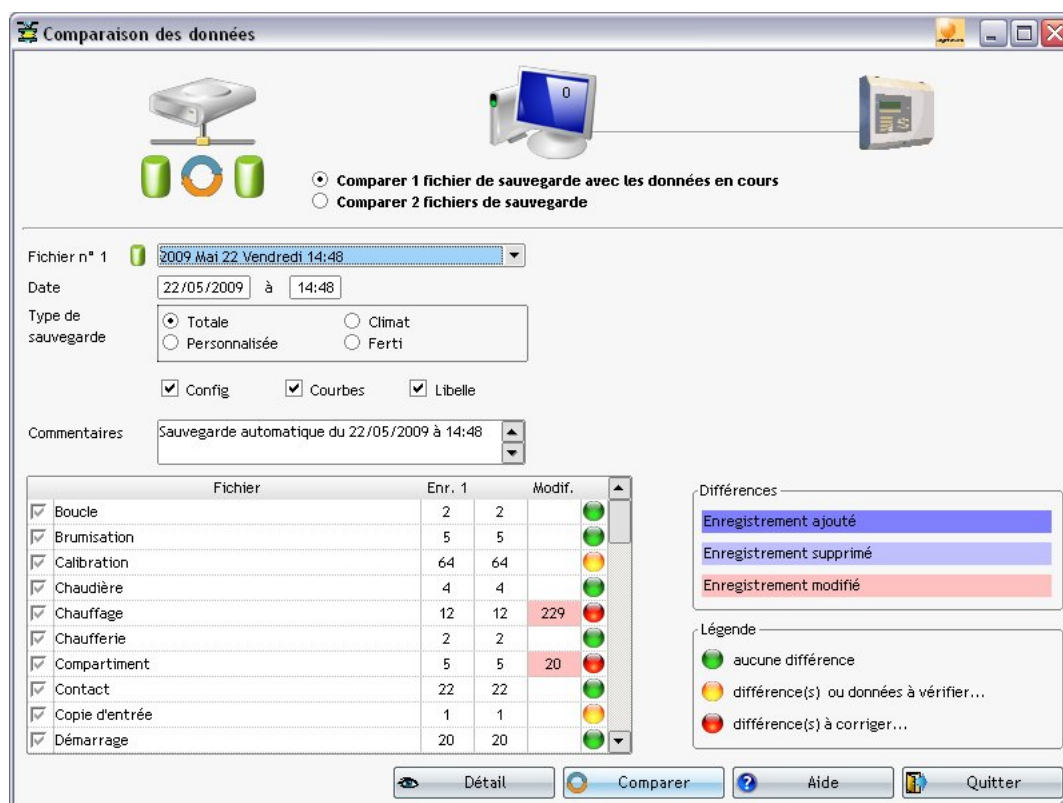 Comparaison des données
0
Comparer 1 fichier de sauvegarde avec les données en cours
Comparer 2 fichiers de sauvegarde
Fichier n° 1 2009 Mai 22 Vendredi 14:48
Date 22/05/2009 à 14:48
Type de sauvegarde
Totale Climat
Personnalisée Ferti
Config Courbes Libelle
Commentaires Sauvegarde automatique du 22/05/2009 à 14:48
Fichier Enr. 1 Modif.
Boucle 2 2
Brumisation 5 5
Calibration 64 64
Chaudière 4 4
Chauffage 12 12 229
Chaufferie 2 2
Compartiment 5 5 20
Contact 22 22
Copie d'entrée 1 1
Démarrage 20 20
Différences
Enregistrement ajouté
Enregistrement supprimé
Enregistrement modifié
Légende
aucune différence
différence(s) ou données à vérifier...
différence(s) à corriger...
Détail Comparer Aide Quitter